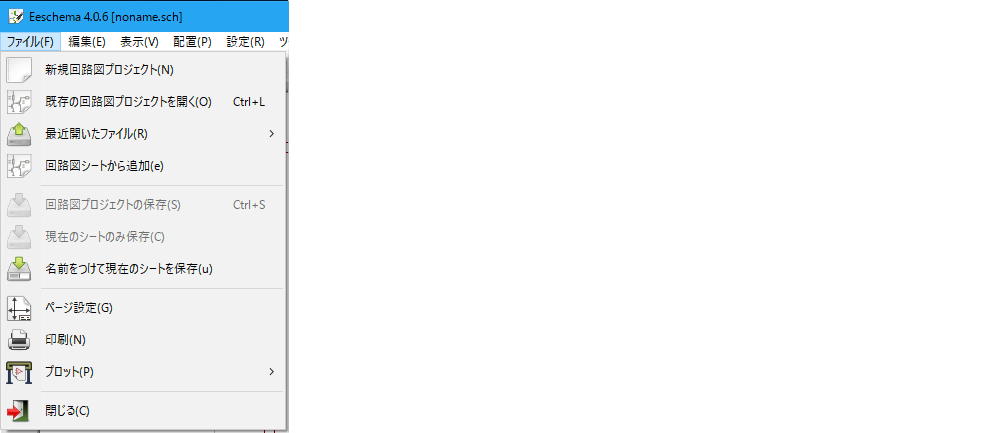 Eeschema 4.0.6 [noname.sch]
ファイル(F) 編集(E) 表示(V) 配置(P) 設定(R) ツ
新規回路図プロジェクト(N)
既存の回路図プロジェクトを開く(O) Ctrl+L
最近開いたファイル(R)
回路図シートから追加(e)
回路図プロジェクトの保存(S) Ctrl+S
現在のシートのみ保存(C)
名前をつけて現在のシートを保存(u)
ページ設定(G)
印刷(N)
プロット(P)
閉じる(C)